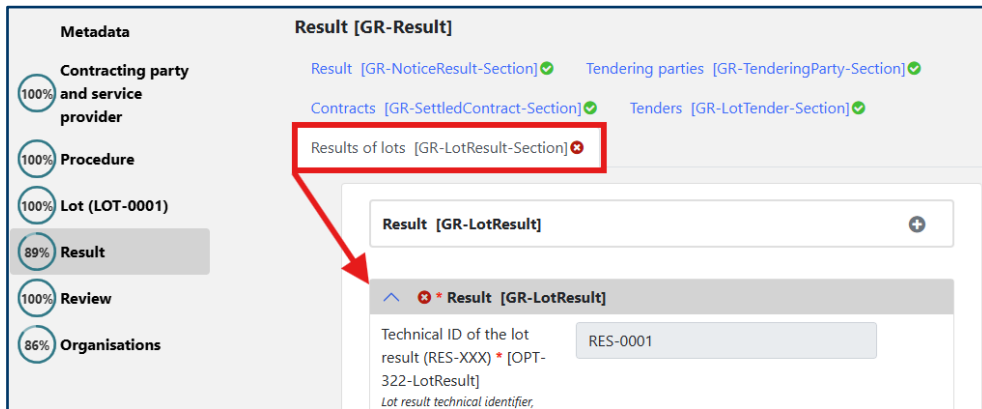 Metadata
100% Contracting party
and service
provider
100% Procedure
100% Lot (LOT-0001)
89% Result
100% Review
86% Organisations
Result [GR-Result]
Result [GR-NoticeResult-Section] Tendering parties [GR-TenderingParty-Section]
Contracts [GR-SettledContract-Section] Tenders [GR-LotTender-Section]
Results of lots [GR-LotResult-Section]
Result [GR-LotResult]
* Result [GR-LotResult]
Technical ID of the lot
result (RES-XXX) * [OPT-
322-LotResult]
RES-0001
Lot result technical identifier,